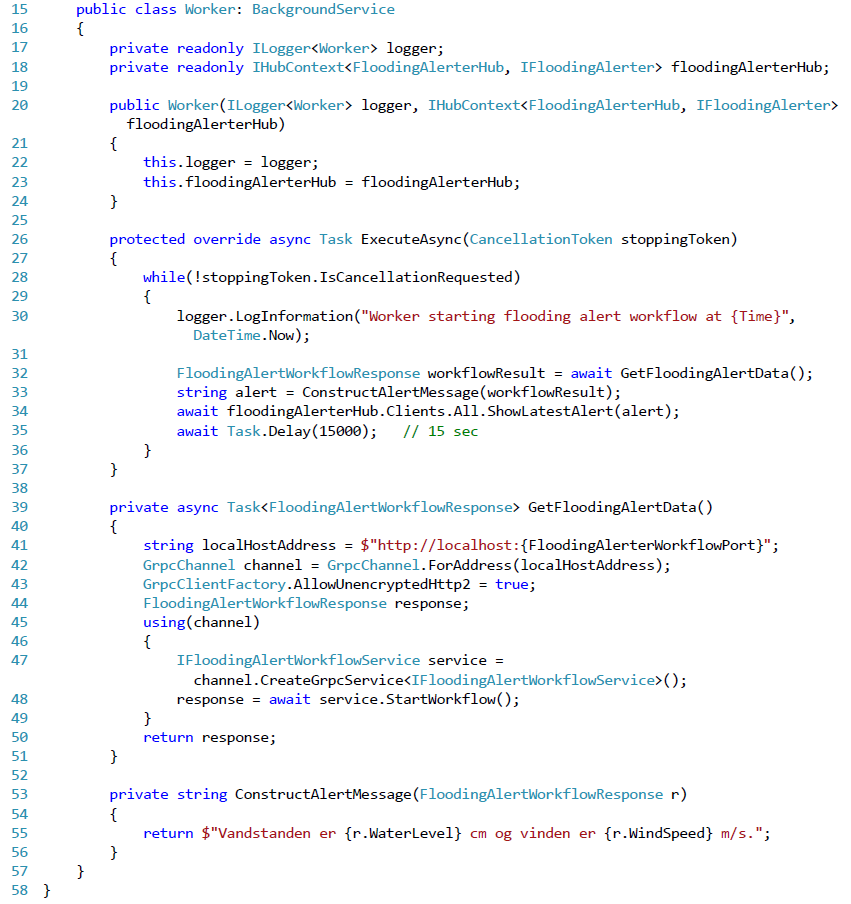 15     public class Worker: BackgroundService
16     {
17         private readonly ILogger<Worker> logger;
18         private readonly IHubContext<FloodingAlerterHub, IFloodingAlerter> floodingAlerterHub;
19
20         public Worker(ILogger<Worker> logger, IHubContext<FloodingAlerterHub, IFloodingAlerter>
             floodingAlerterHub)
21         {
22             this.logger = logger;
23             this.floodingAlerterHub = floodingAlerterHub;
24         }
25
26         protected override async Task ExecuteAsync(CancellationToken stoppingToken)
27         {
28             while(!stoppingToken.IsCancellationRequested)
29             {
30                 logger.LogInformation("Worker starting flooding alert workflow at {Time}",
                     DateTime.Now);
31
32                 FloodingAlertWorkflowResponse workflowResult = await GetFloodingAlertData();
33                 string alert = ConstructAlertMessage(workflowResult);
34                 await floodingAlerterHub.Clients.All.ShowLatestAlert(alert);
35                 await Task.Delay(15000);   // 15 sec
36             }
37         }
38
39         private async Task<FloodingAlertWorkflowResponse> GetFloodingAlertData()
40         {
41             string localHostAddress = $"http://localhost:{FloodingAlerterWorkflowPort}";
42             GrpcChannel channel = GrpcChannel.ForAddress(localHostAddress);
43             GrpcClientFactory.AllowUnencryptedHttp2 = true;
44             FloodingAlertWorkflowResponse response;
45             using(channel)
46             {
47                 IFloodingAlertWorkflowService service =
                     channel.CreateGrpcService<IFloodingAlertWorkflowService>();
48                 response = await service.StartWorkflow();
49             }
50             return response;
51         }
52
53         private string ConstructAlertMessage(FloodingAlertWorkflowResponse r)
54         {
55             return $"Vandstanden er {r.WaterLevel} cm og vinden er {r.WindSpeed} m/s.";
56         }
57     }
58 }